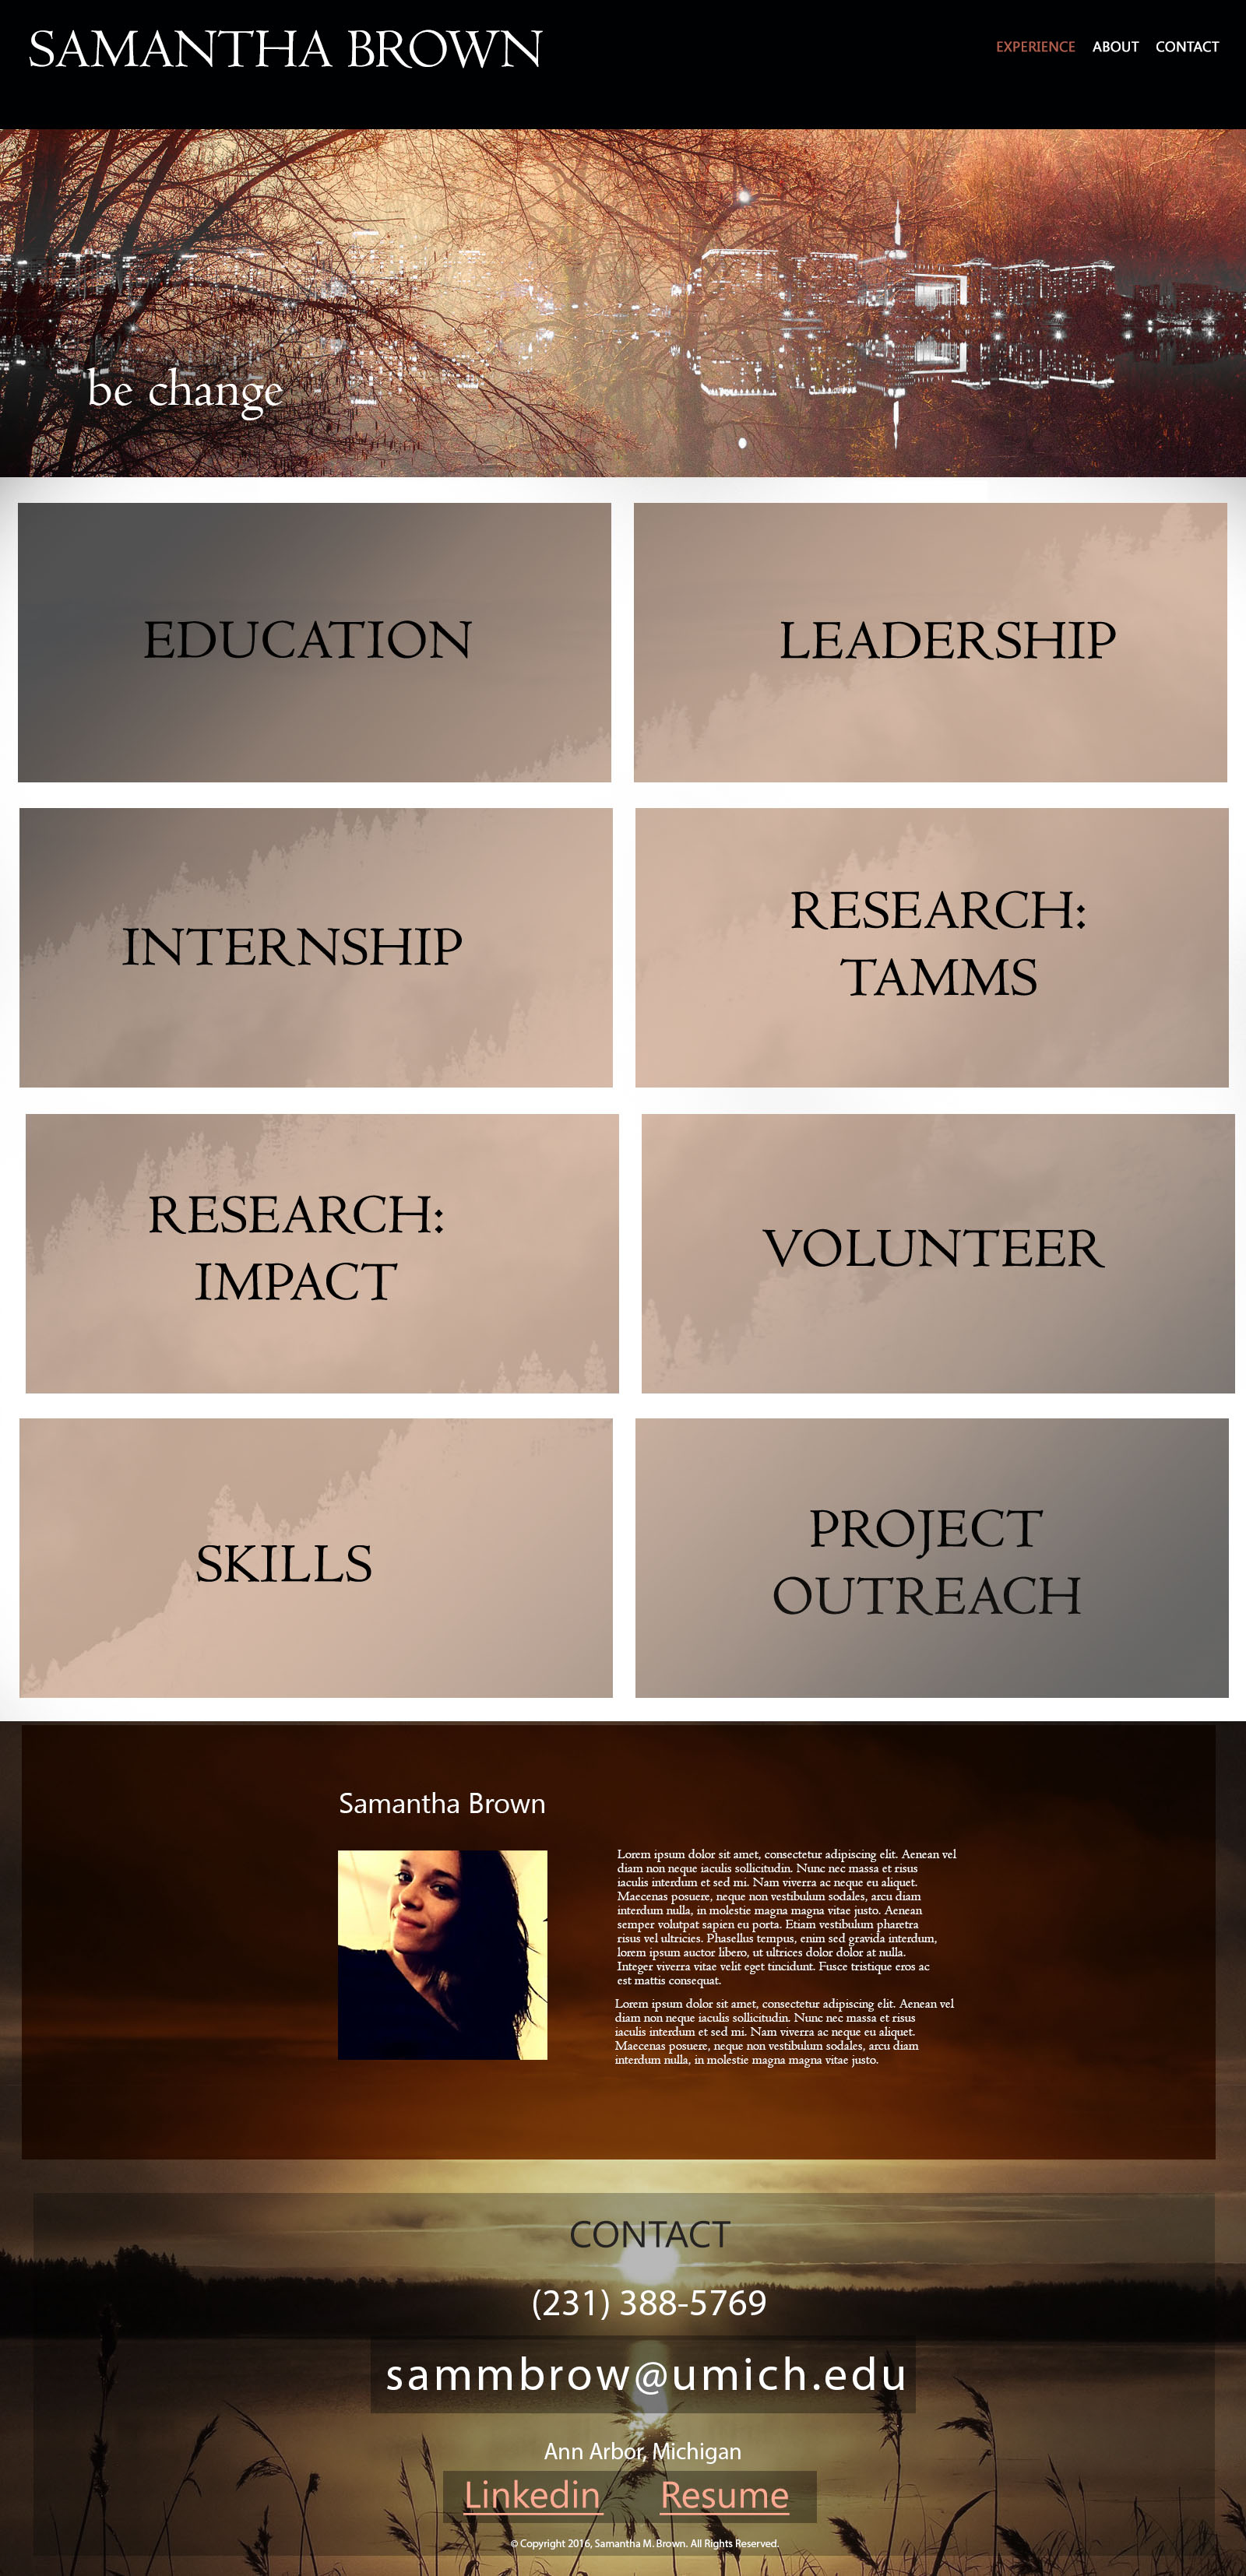 SAMANTHA BROWN
EXPERIENCE ABOUT CONTACT
be change
EDUCATION
LEADERSHIP
INTERNSHIP
RESEARCH:
TAMMS
RESEARCH:
IMPACT
VOLUNTEER
SKILLS
PROJECT
OUTREACH
Samantha Brown
Lorem ipsum dolor sit amet, consectetur adipiscing elit. Aenean vel
diam non neque iaculis sollicitudin. Nunc nec massa et risus
iaculis interdum et sed mi. Nam viverra ac neque eu aliquet.
Maecenas posuere, neque non vestibulum sodales, arcu diam
interdum nulla, in molestie magna magna vitae justo. Aenean
semper volutpat sapien eu porta. Etiam vestibulum pharetra
risus vel ultricies. Phasellus tempus, enim sed gravida interdum,
lorem ipsum auctor libero, ut ultrices dolor dolor at nulla.
Integer viverra vitae velit eget tincidunt. Fusce tristique eros ac
est mattis consequat.
Lorem ipsum dolor sit amet, consectetur adipiscing elit. Aenean vel
diam non neque iaculis sollicitudin. Nunc nec massa et risus
iaculis interdum et sed mi. Nam viverra ac neque eu aliquet.
Maecenas posuere, neque non vestibulum sodales, arcu diam
interdum nulla, in molestie magna magna vitae justo.
CONTACT
(231) 388-5769
sammbrow@umich.edu
Ann Arbor, Michigan
Linkedin Resume
© Copyright 2016, Samantha M. Brown. All Rights Reserved.